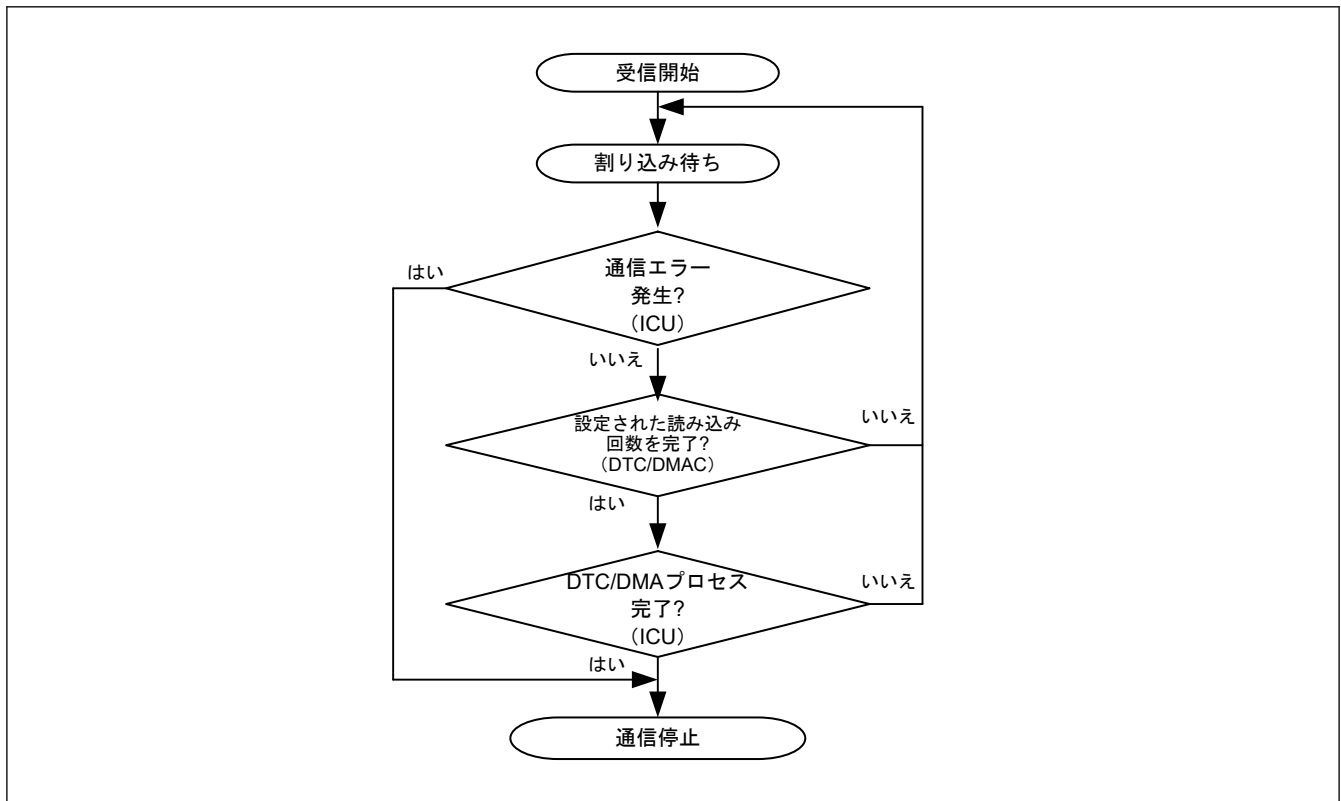 受信開始
割り込み待ち
はい
通信エラー
発生?
（ICU）
いいえ
設定された読み込み
回数を完了?
（DTC/DMAC）
いいえ
はい
DTC/DMAプロセス
完了?
（ICU）
いいえ
はい
通信停止